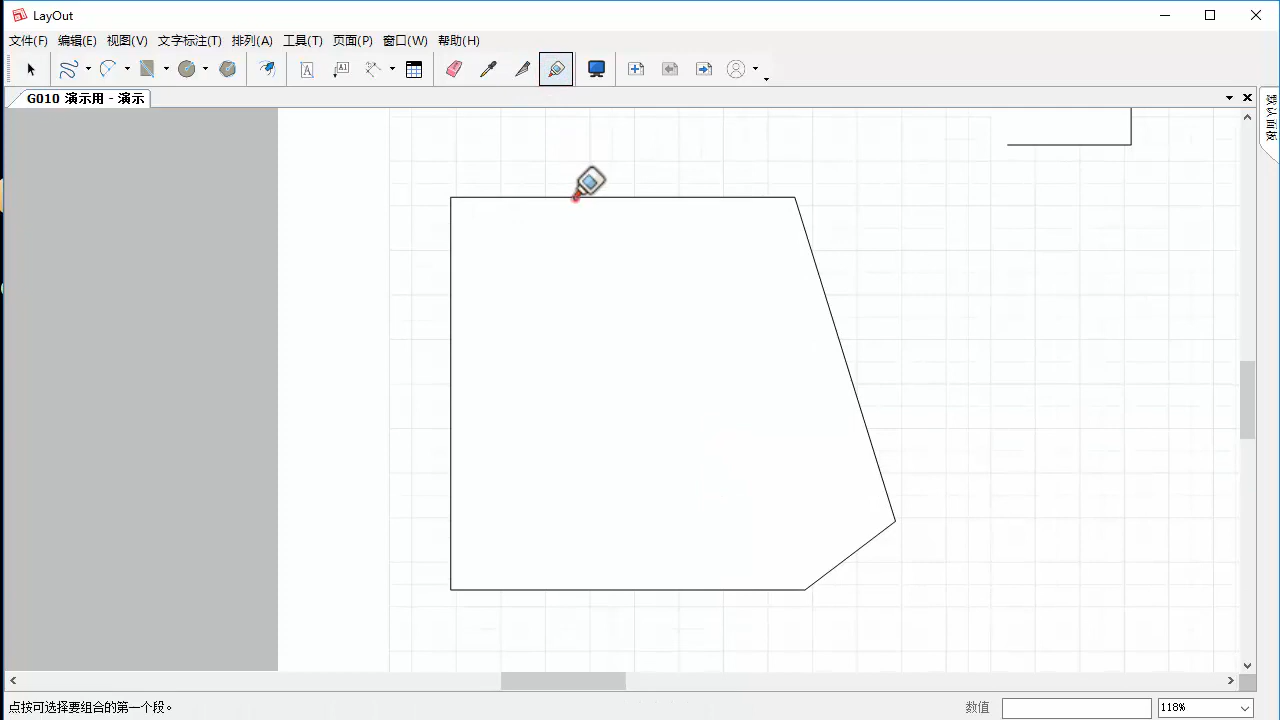 LayOut
文件(F) 编辑(E) 视图(V) 文字标注(T) 排列(A) 工具(T) 页面(P) 窗口(W) 帮助(H)
A A1
G010 演示用 - 演示
默认面板
点按可选择要组合的第一个段。
数值
118%